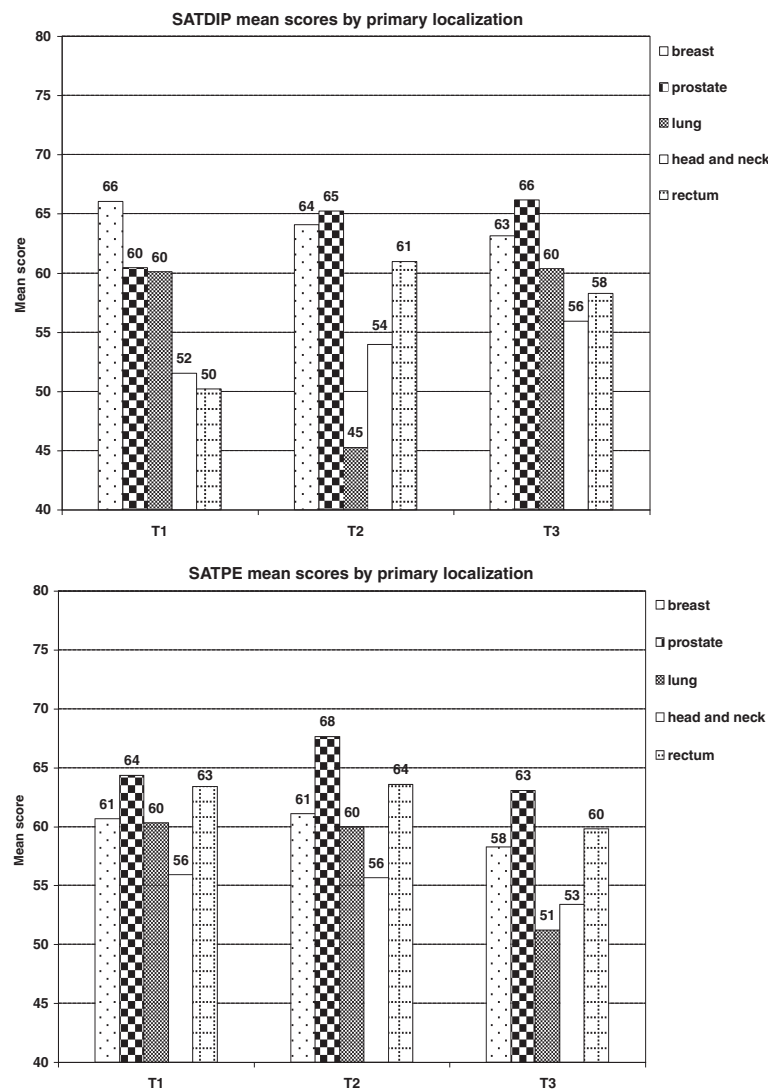 SATDIP mean scores by primary localization
80
75
70
65
60
55
50
45
40
Mean score
66
60
60
52
50
64
65
45
54
61
63
66
60
56
58
T1
T2
T3
breast
prostate
lung
head and neck
rectum
SATPE mean scores by primary localization
80
75
70
65
60
55
50
45
40
Mean score
61
64
60
56
63
61
68
60
56
64
58
63
51
53
60
T1
T2
T3
breast
prostate
lung
head and neck
rectum